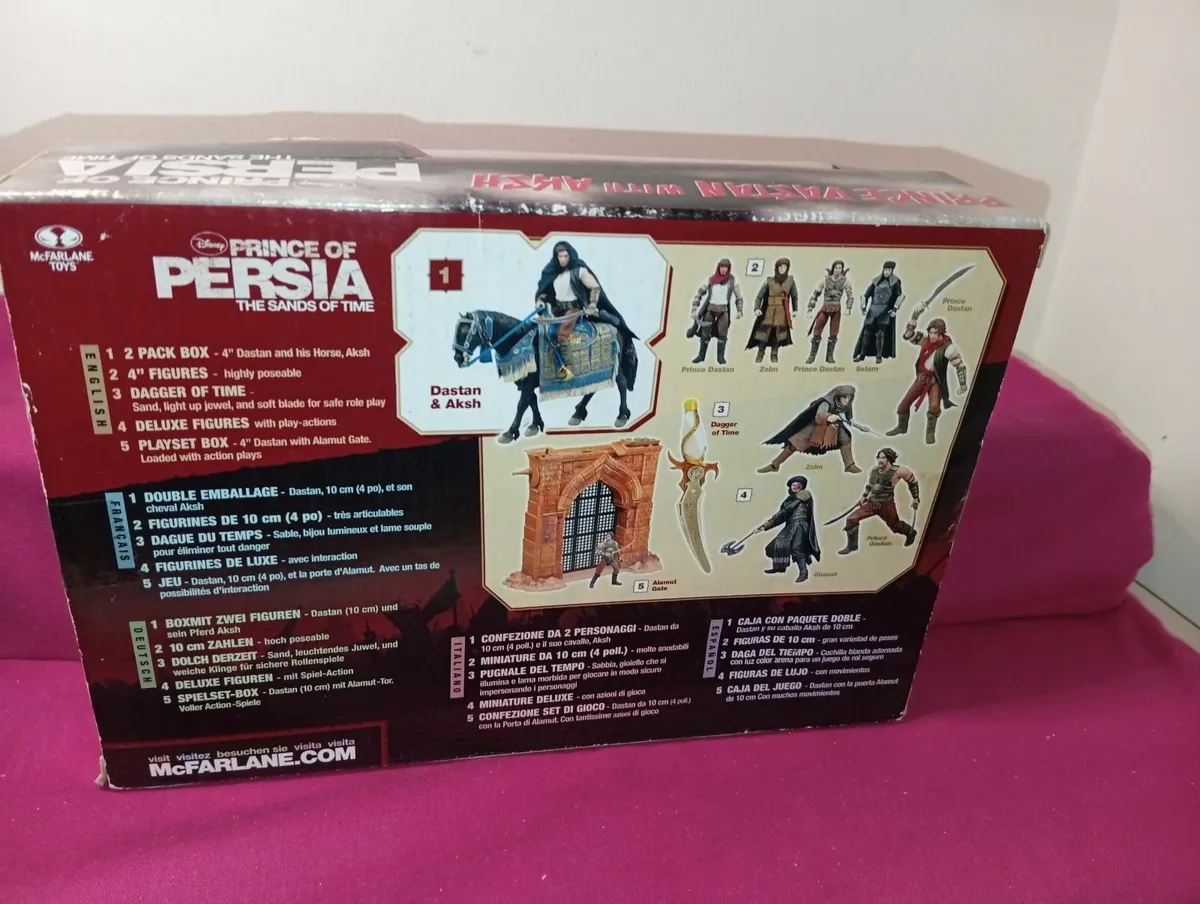 PRINCE OF
PERSIA
THE SANDS OF TIME
PRINCE DASTAN WITH AKSH
McFARLANE
TOYS
Disney
PRINCE OF
PERSIA
THE SANDS OF TIME
ENGLISH
1 2 PACK BOX - 4" Dastan and his Horse, Aksh
2 4" FIGURES - highly poseable
3 DAGGER OF TIME -
Sand, light up jewel, and soft blade for safe role play
4 DELUXE FIGURES with play-actions
5 PLAYSET BOX - 4" Dastan with Alamut Gate.
Loaded with action plays
FRANÇAIS
1 DOUBLE EMBALLAGE - Dastan, 10 cm (4 po), et son
cheval Aksh
2 FIGURINES DE 10 cm (4 po) - très articulables
3 DAGUE DU TEMPS - Sable, bijou lumineux et lame souple
pour éliminer tout danger
4 FIGURINES DE LUXE - avec interaction
5 JEU - Dastan, 10 cm (4 po), et la porte d'Alamut. Avec un tas de
possibilités d'interaction
DEUTSCH
1 BOXMIT ZWEI FIGUREN - Dastan (10 cm) und
sein Pferd Aksh
2 10 cm ZAHLEN - hoch poseable
3 DOLCH DERZEIT - Sand, leuchtendes Juwel, und
weiche Klinge für sichere Rollenspiele
4 DELUXE FIGUREN - mit Spiel-Action
5 SPIELSET-BOX - Dastan (10 cm) mit Alamut-Tor.
Voller Action-Spiele
visit visitez besuchen sie visita visita
McFARLANE.COM
1
Dastan
& Aksh
2
Prince Dastan
Zolm
Prince Dastan
Setam
Prince
Dastan
3
Dagger
of Time
Zolm
4
Ghazab
Prince
Dastan
5
Alamut
Gate
ITALIANO
1 CONFEZIONE DA 2 PERSONAGGI - Dastan da
10 cm (4 poll.) e il suo cavallo, Aksh
2 MINIATURE DA 10 cm (4 poll.) - molto snodabili
3 PUGNALE DEL TEMPO - Sabbia, gioiello che si
illumina e tama morbida per giocare in modo sicuro
impersonando i personaggi
4 MINIATURE DELUXE - con azioni di gioco
5 CONFEZIONE SET DI GIOCO - Dastan da 10 cm (4 poll.)
con la Porta di Alamut. Con tantissime azioni di gioco
ESPAÑOL
1 CAJA CON PAQUETE DOBLE -
Dastan y su caballo Aksh de 10 cm
2 FIGURAS DE 10 cm - gran variedad de poses
3 DAGA DEL TIEMPO - Cuchilla blanda adornada
con luz color arena para un juego de rol seguro
4 FIGURAS DE LUJO - con movimientos
5 CAJA DEL JUEGO - Dastan con la puerta Alamut
de 10 cm Con muchos movimientos